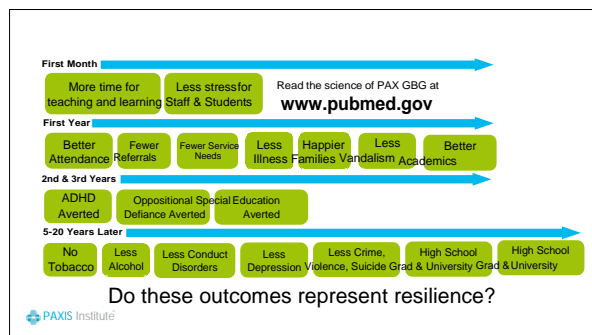 First Month
More time for
teaching and learning
Less stress for
Staff & Students
Read the science of PAX GBG at
www.pubmed.gov
First Year
Better
Attendance
Fewer
Referrals
Fewer Service
Needs
Less
Illness
Happier
Families
Less
Vandalism
Better
Academics
2nd & 3rd Years
ADHD
Averted
Oppositional
Defiance Averted
Special Education
Averted
5-20 Years Later
No
Tobacco
Less
Alcohol
Less Conduct
Disorders
Less
Depression
Less Crime,
Violence, Suicide
High School
Grad & University
High School
Grad & University
Do these outcomes represent resilience?
PAXIS Institute